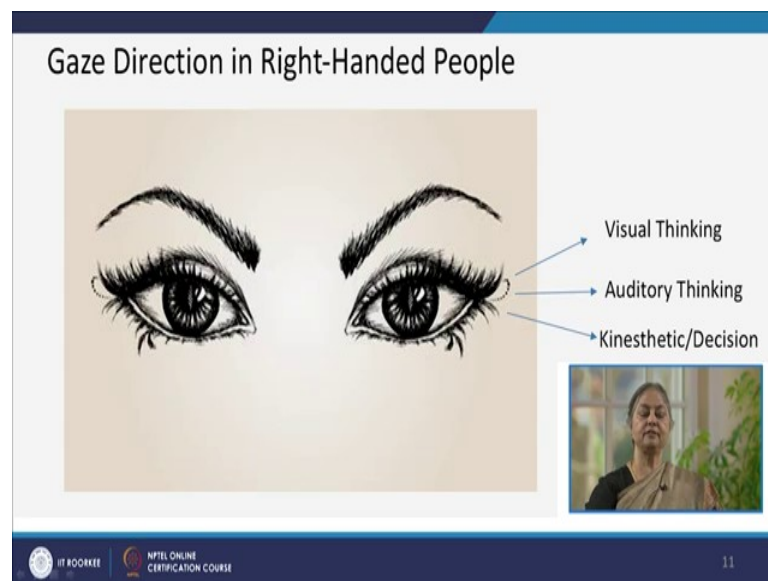 Gaze Direction in Right-Handed People
Visual Thinking
Auditory Thinking
Kinesthetic/Decision
IIT ROORKEE
NPTEL ONLINE
CERTIFICATION COURSE
11